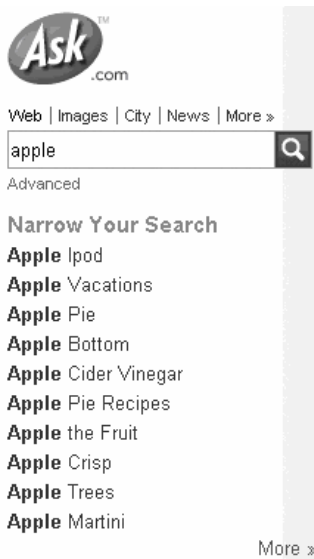 Ask™
.com
Web | Images | City | News | More »
apple
Advanced
Narrow Your Search
Apple Ipod
Apple Vacations
Apple Pie
Apple Bottom
Apple Cider Vinegar
Apple Pie Recipes
Apple the Fruit
Apple Crisp
Apple Trees
Apple Martini
More »